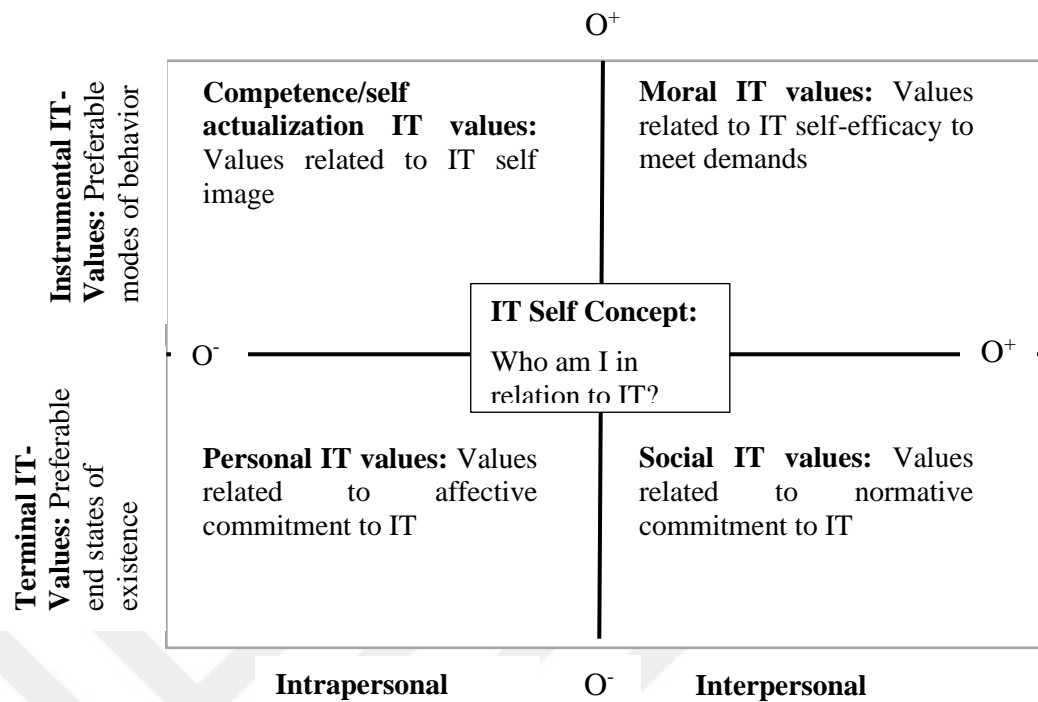 O⁺
Instrumental IT-
Values: Preferable
modes of behavior
Competence/self
actualization IT values:
Values related to IT self
image
Moral IT values: Values
related to IT self-efficacy to
meet demands
O⁻
IT Self Concept:
Who am I in
relation to IT?
O⁺
Terminal IT-
Values: Preferable
end states of
existence
Personal IT values: Values
related to affective
commitment to IT
Social IT values: Values
related to normative
commitment to IT
Intrapersonal
O⁻
Interpersonal